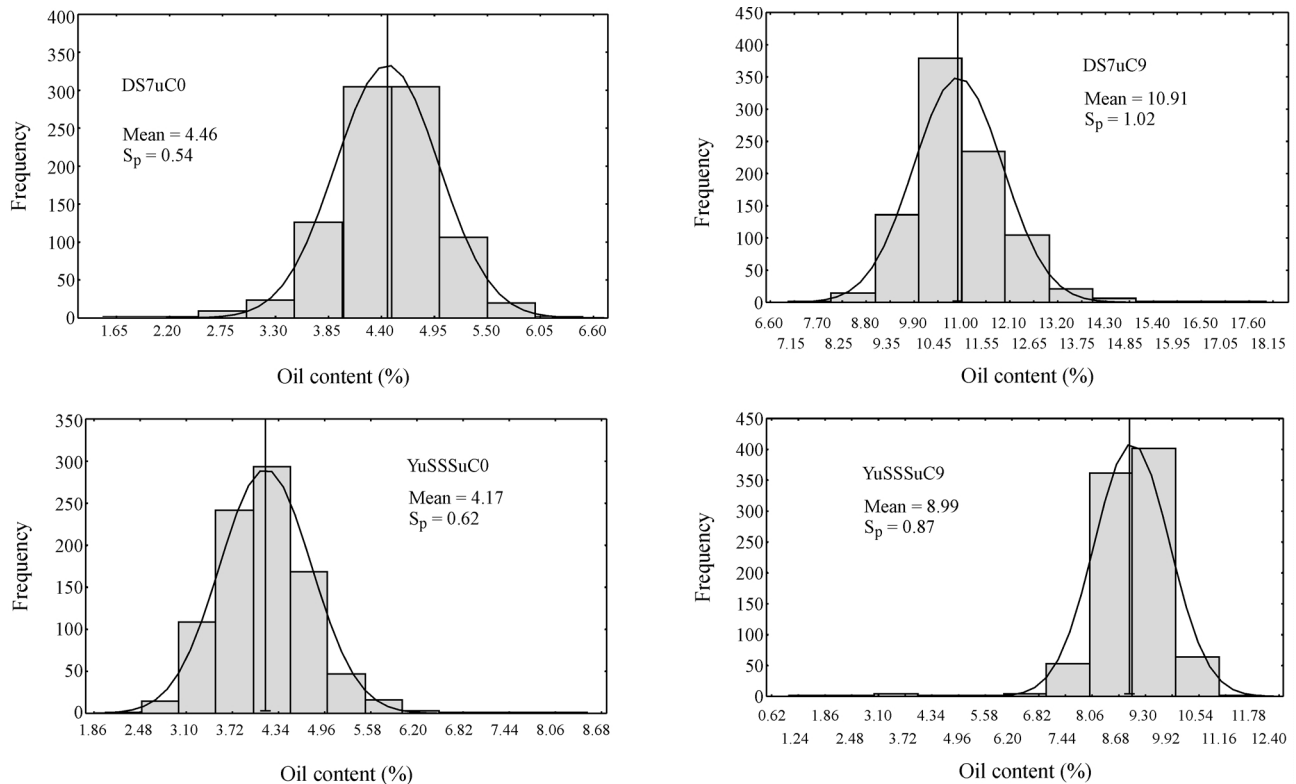 400
350
300
250
200
150
100
50
0
Frequency
DS7uC0
Mean = 4.46
Sp = 0.54
1.65 2.20 2.75 3.30 3.85 4.40 4.95 5.50 6.05 6.60
Oil content (%)
450
400
350
300
250
200
150
100
50
0
Frequency
DS7uC9
Mean = 10.91
Sp = 1.02
6.60 7.70 8.80 9.90 11.00 12.10 13.20 14.30 15.40 16.50 17.60
7.15 8.25 9.35 10.45 11.55 12.65 13.75 14.85 15.95 17.05 18.15
Oil content (%)
350
300
250
200
150
100
50
0
Frequency
YuSSSuC0
Mean = 4.17
Sp = 0.62
1.86 2.48 3.10 3.72 4.34 4.96 5.58 6.20 6.82 7.44 8.06 8.68
Oil content (%)
450
400
350
300
250
200
150
100
50
0
Frequency
YuSSSuC9
Mean = 8.99
Sp = 0.87
0.62 1.86 3.10 4.34 5.58 6.82 8.06 9.30 10.54 11.78
1.24 2.48 3.72 4.96 6.20 7.44 8.68 9.92 11.16 12.40
Oil content (%)